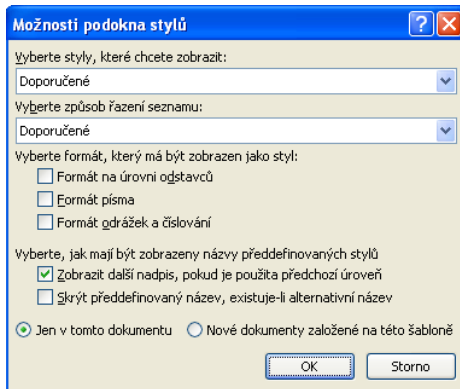 Možnosti podokna stylů
Vyberte styly, které chcete zobrazit:
Doporučené
Vyberte způsob řazení seznamu:
Doporučené
Vyberte formát, který má být zobrazen jako styl:
Formát na úrovni odstavců
Formát písma
Formát odrážek a číslování
Vyberte, jak mají být zobrazeny názvy předdefinovaných stylů
Zobrazit další nadpis, pokud je použita předchozí úroveň
Skrýt předdefinovaný název, existuje-li alternativní název
Jen v tomto dokumentu Nové dokumenty založené na této šabloně
OK Storno